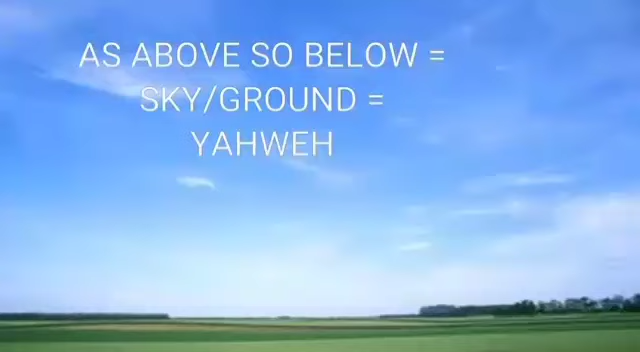 AS ABOVE SO BELOW =
SKY/GROUND =
YAHWEH